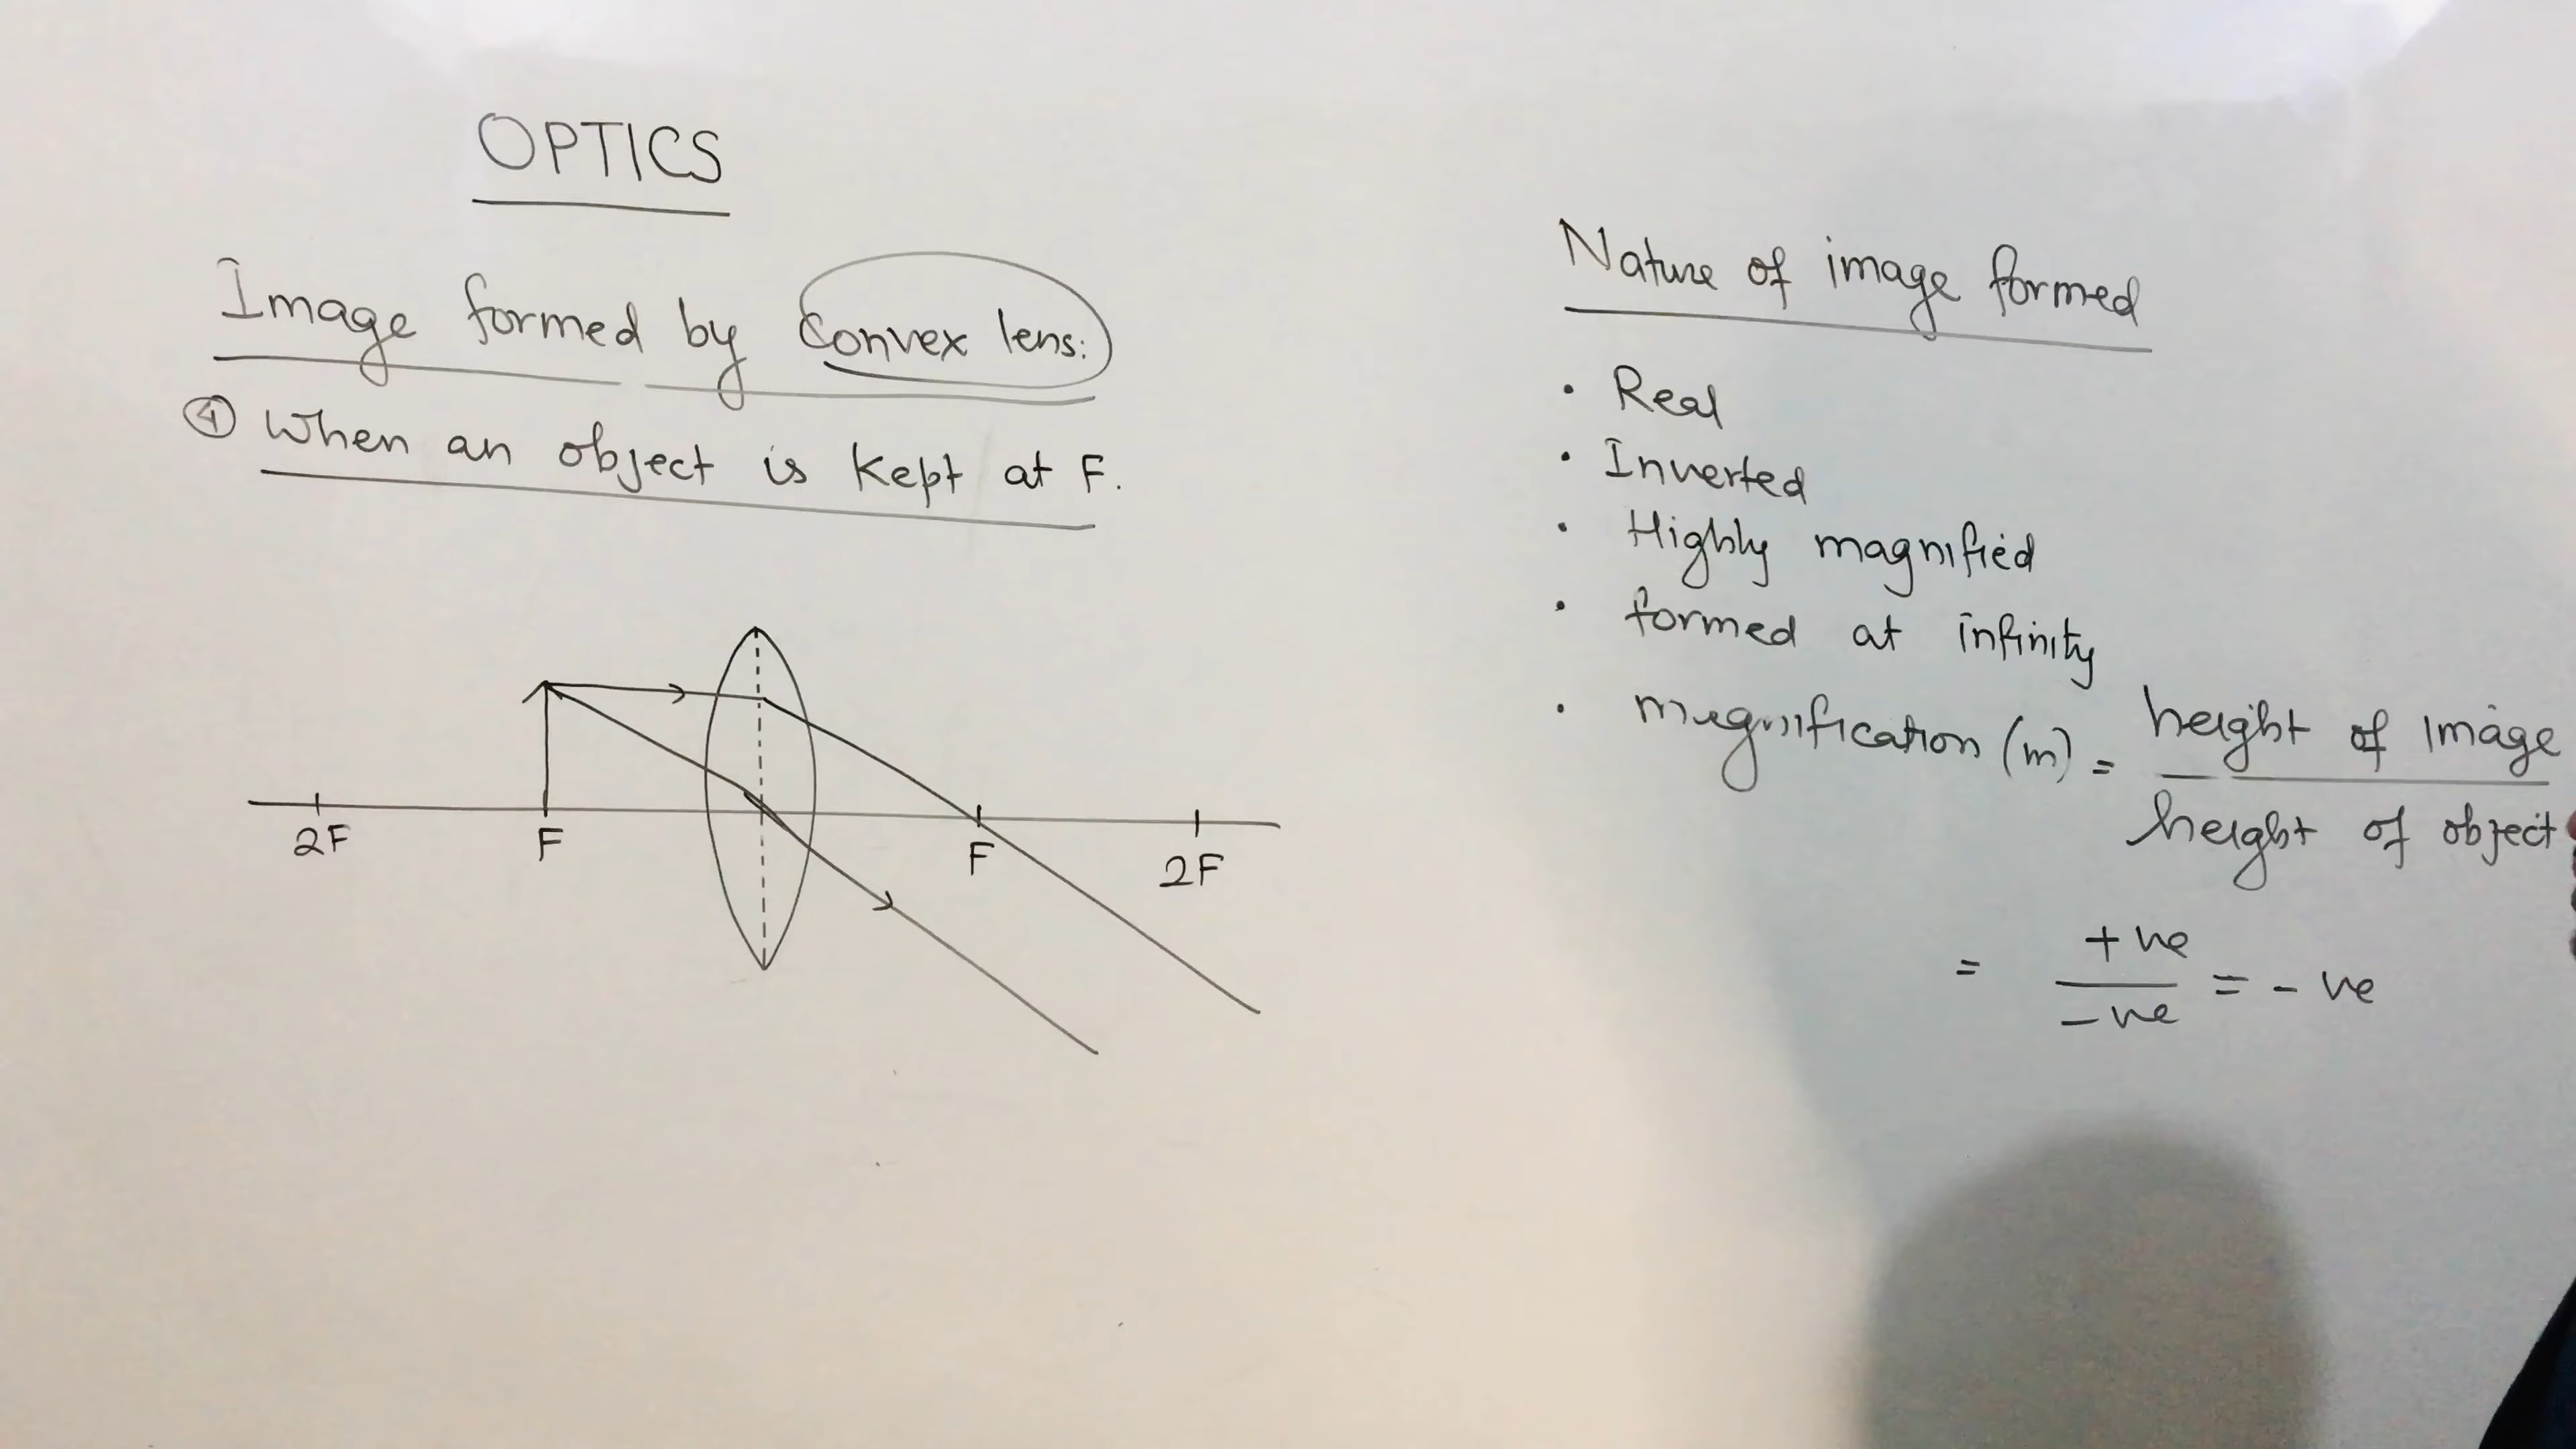 OPTICS
Image formed by Convex lens:
④ When an object is kept at F.
2F
F
F
2F
Nature of image formed
• Real
• Inverted
• Highly magnified
• formed at infinity
• magnification (m) = height of Image
height of object
= +ve
-ve
= - ve